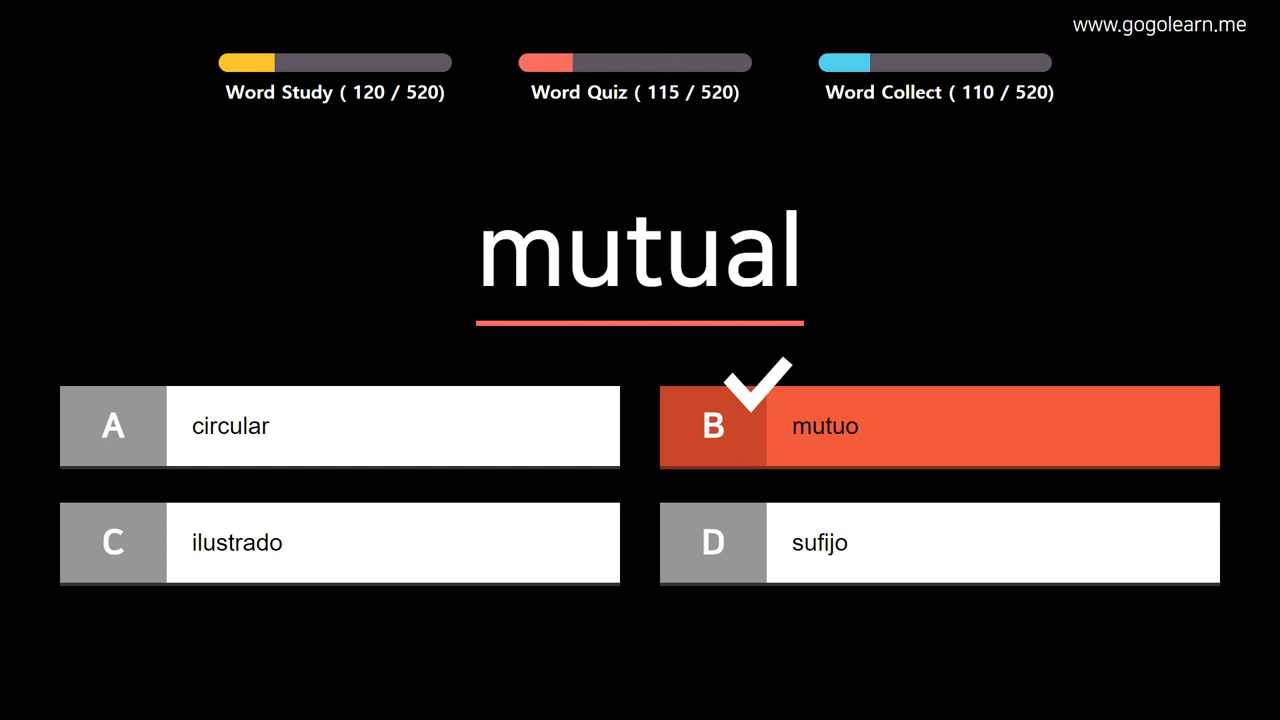 www.gogolearn.me
Word Study ( 120 / 520)
Word Quiz ( 115 / 520)
Word Collect ( 110 / 520)
mutual
A circular
B mutuo
C ilustrado
D sufijo